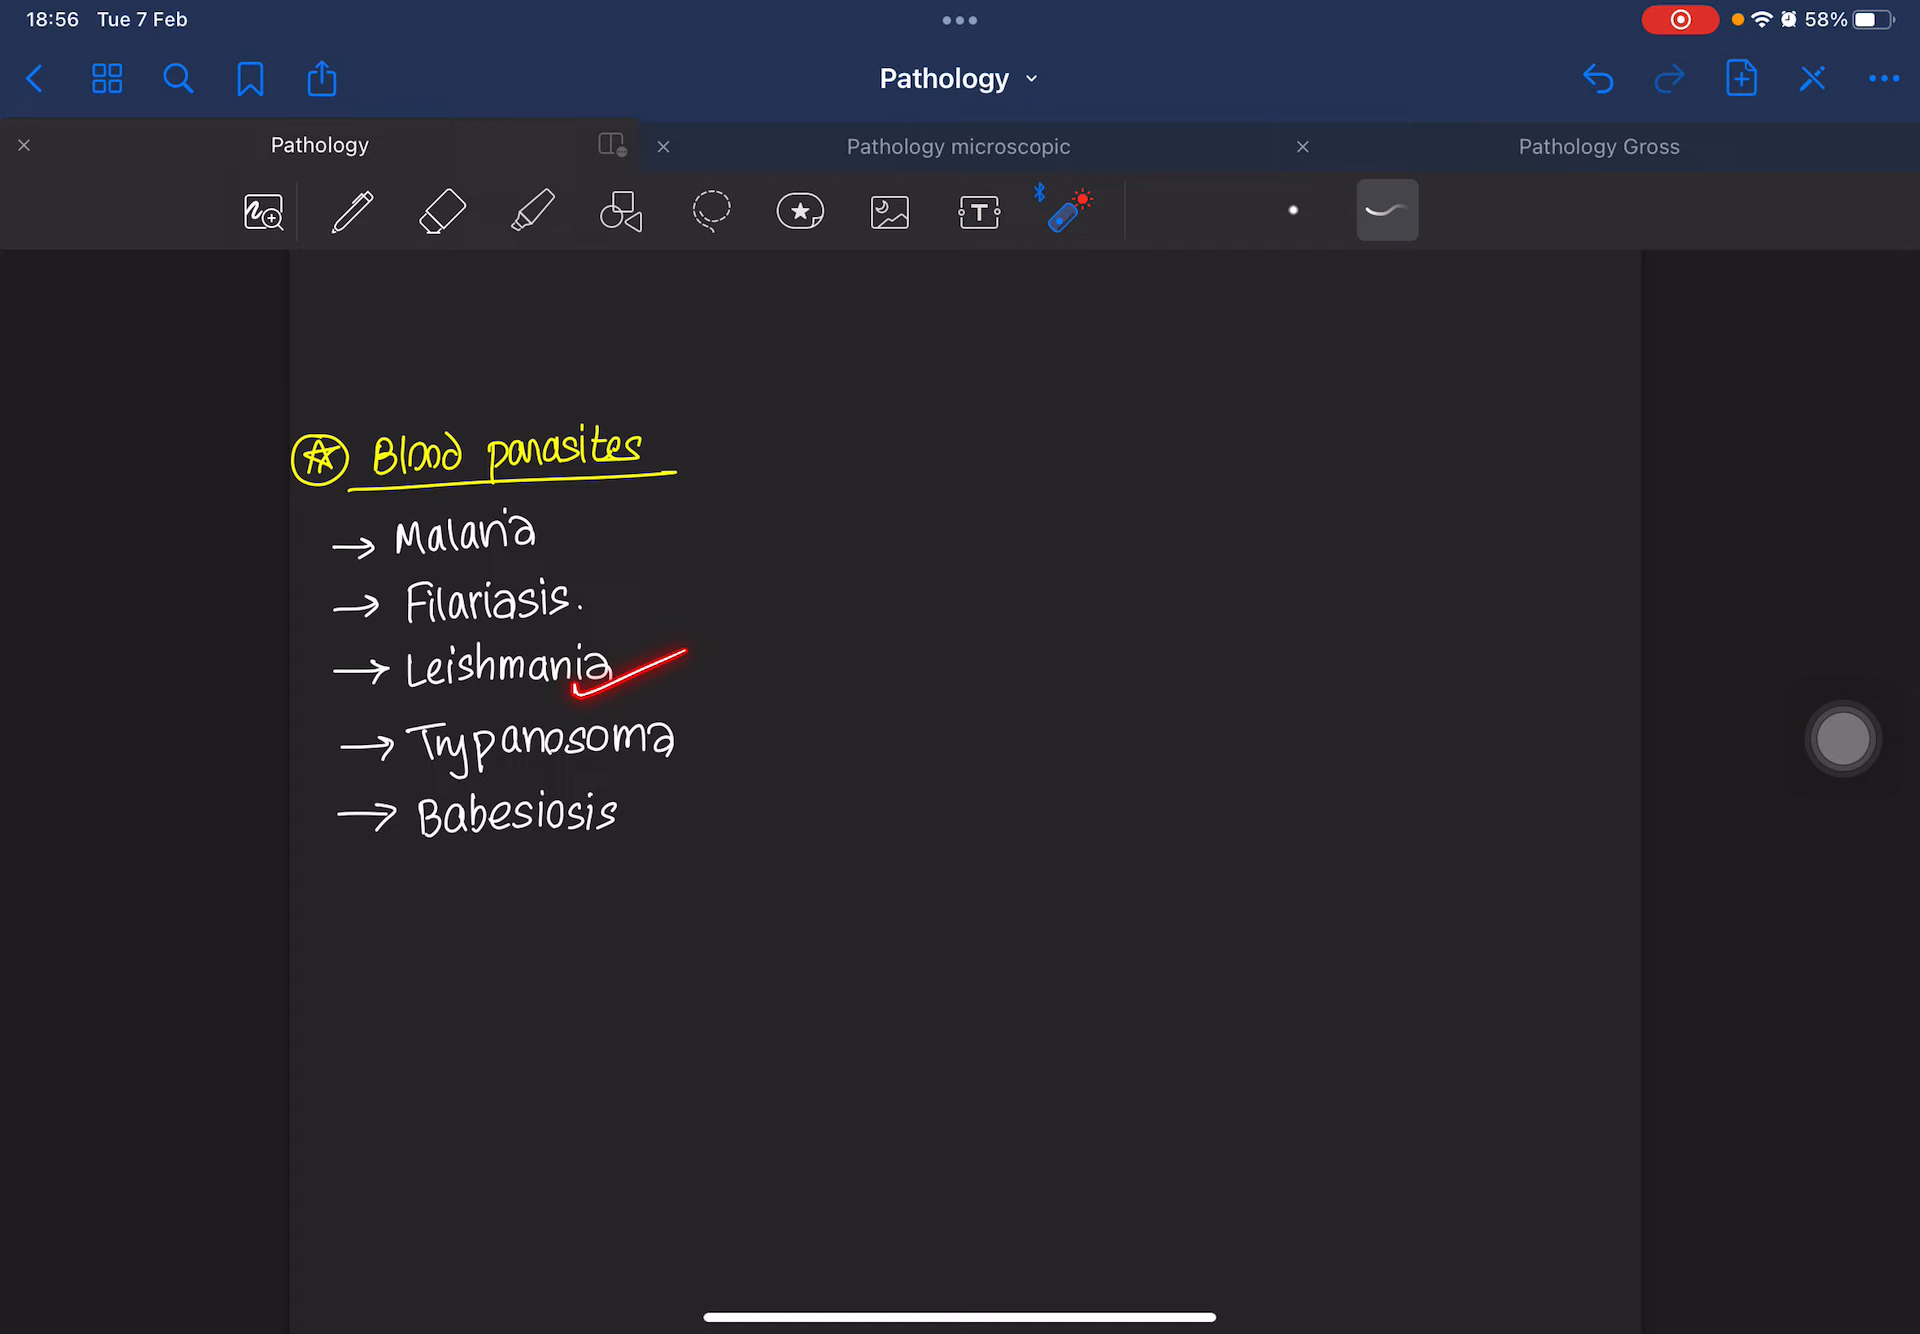 18:56 Tue 7 Feb 58%
Pathology
Pathology Pathology microscopic Pathology Gross
T
Blood parasites
→ Malaria
→ Filariasis.
→ Leishmania
→ Trypanosoma
→ Babesiosis